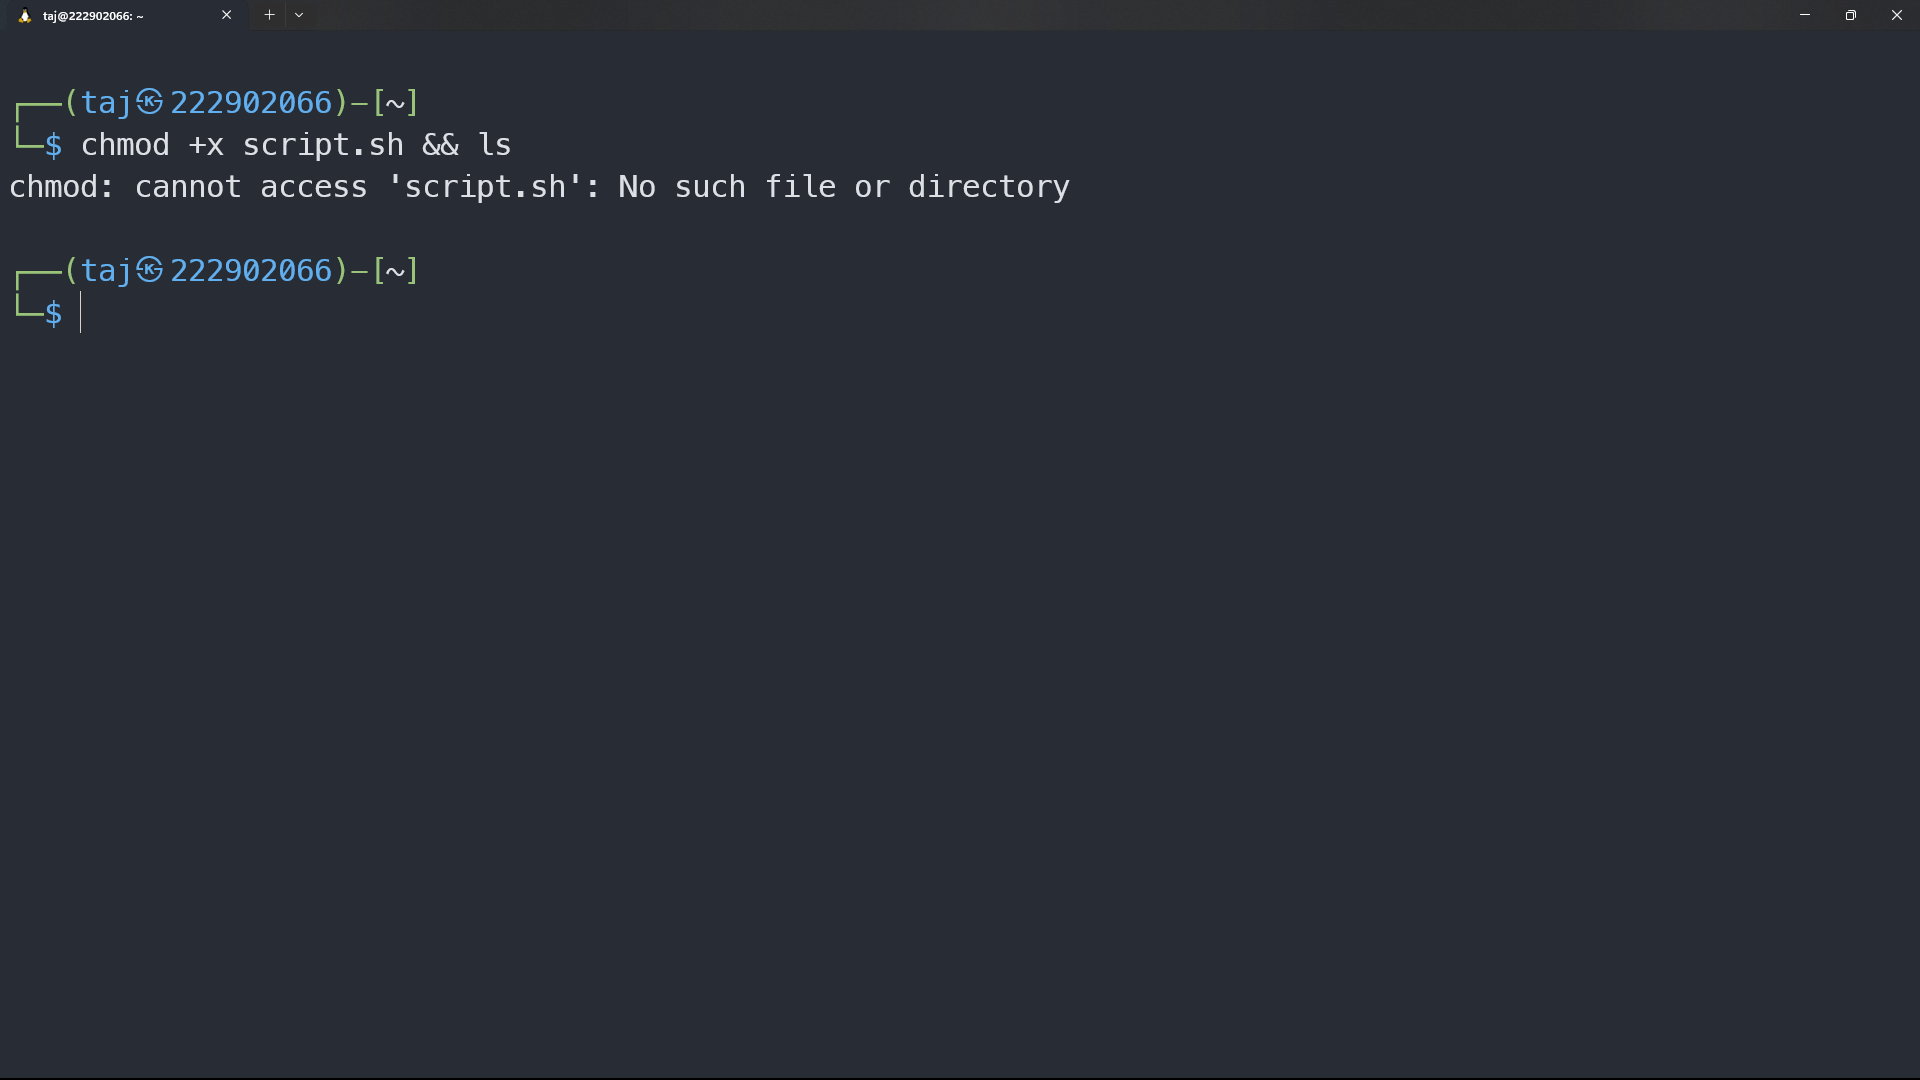 taj@222902066: ~
┌──(taj㉿222902066)-[~]
└─$ chmod +x script.sh && ls
chmod: cannot access 'script.sh': No such file or directory
┌──(taj㉿222902066)-[~]
└─$